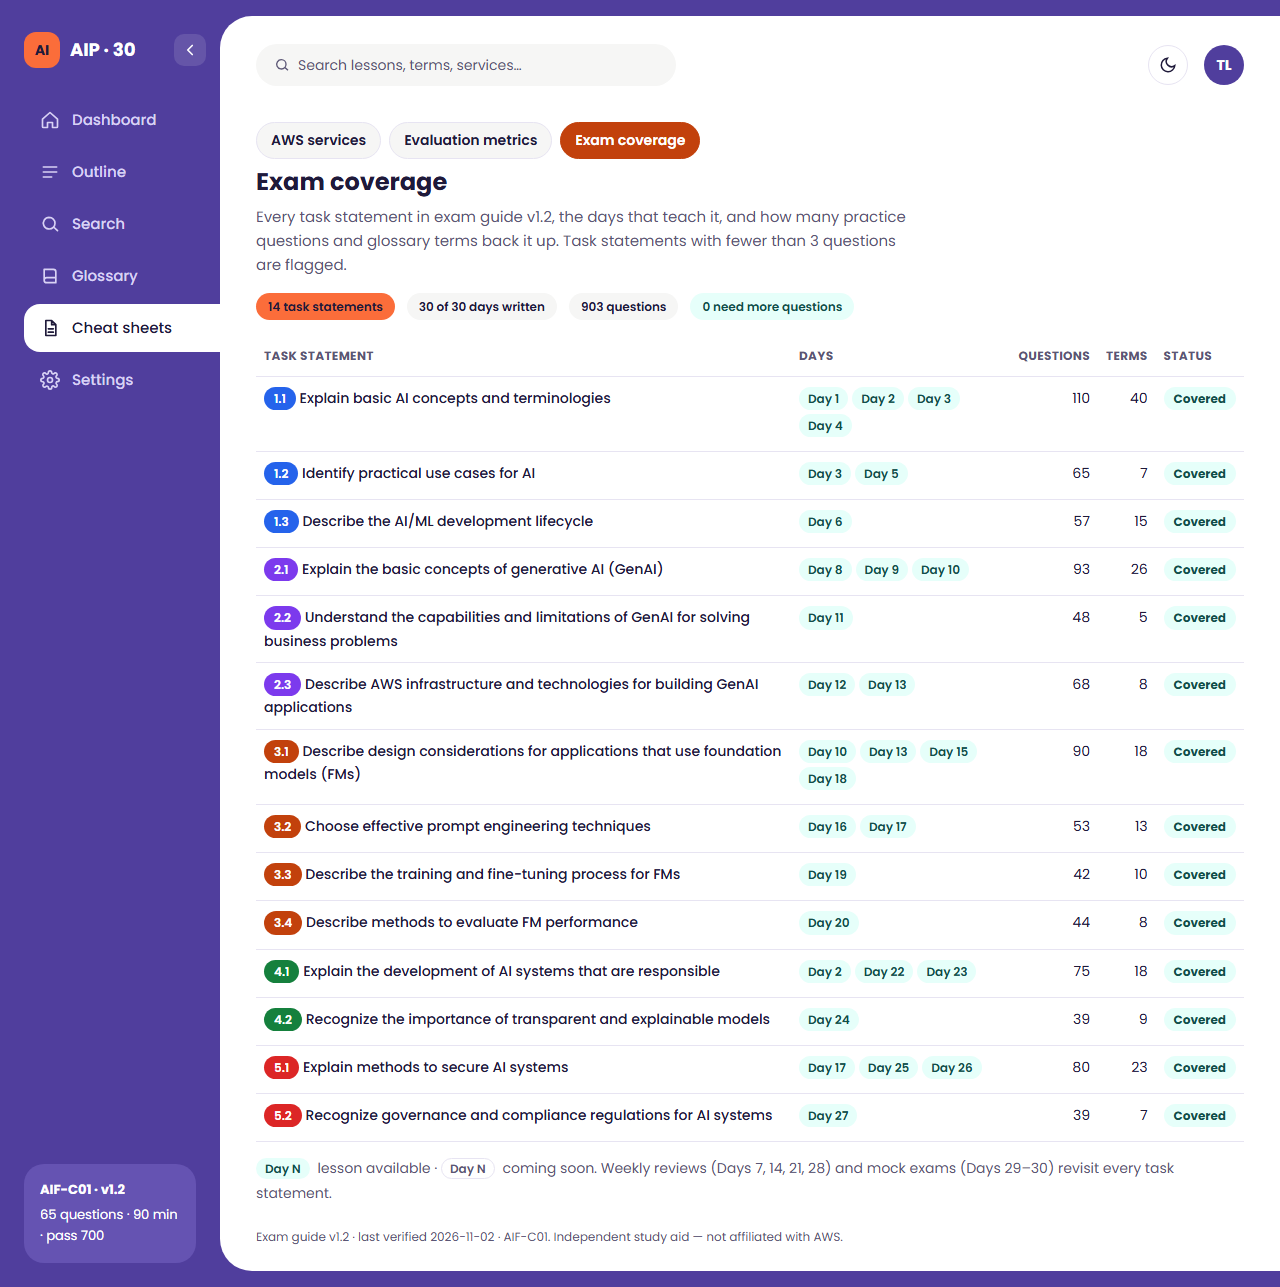 AI
AIP · 30
Dashboard
Outline
Search
Glossary
Cheat sheets
Settings
AIF-C01 · v1.2
65 questions · 90 min
· pass 700
Search lessons, terms, services…
TL
AWS services
Evaluation metrics
Exam coverage
Exam coverage
Every task statement in exam guide v1.2, the days that teach it, and how many practice
questions and glossary terms back it up. Task statements with fewer than 3 questions
are flagged.
14 task statements
30 of 30 days written
903 questions
0 need more questions
TASK STATEMENT DAYS QUESTIONS TERMS STATUS
1.1 Explain basic AI concepts and terminologies Day 1 Day 2 Day 3 110 40 Covered
Day 4
1.2 Identify practical use cases for AI Day 3 Day 5 65 7 Covered
1.3 Describe the AI/ML development lifecycle Day 6 57 15 Covered
2.1 Explain the basic concepts of generative AI (GenAI) Day 8 Day 9 Day 10 93 26 Covered
2.2 Understand the capabilities and limitations of GenAI for solving Day 11 48 5 Covered
business problems
2.3 Describe AWS infrastructure and technologies for building GenAI Day 12 Day 13 68 8 Covered
applications
3.1 Describe design considerations for applications that use foundation Day 10 Day 13 Day 15 90 18 Covered
models (FMs) Day 18
3.2 Choose effective prompt engineering techniques Day 16 Day 17 53 13 Covered
3.3 Describe the training and fine-tuning process for FMs Day 19 42 10 Covered
3.4 Describe methods to evaluate FM performance Day 20 44 8 Covered
4.1 Explain the development of AI systems that are responsible Day 2 Day 22 Day 23 75 18 Covered
4.2 Recognize the importance of transparent and explainable models Day 24 39 9 Covered
5.1 Explain methods to secure AI systems Day 17 Day 25 Day 26 80 23 Covered
5.2 Recognize governance and compliance regulations for AI systems Day 27 39 7 Covered
Day N lesson available · Day N coming soon. Weekly reviews (Days 7, 14, 21, 28) and mock exams (Days 29–30) revisit every task
statement.
Exam guide v1.2 · last verified 2026-11-02 · AIF-C01. Independent study aid — not affiliated with AWS.